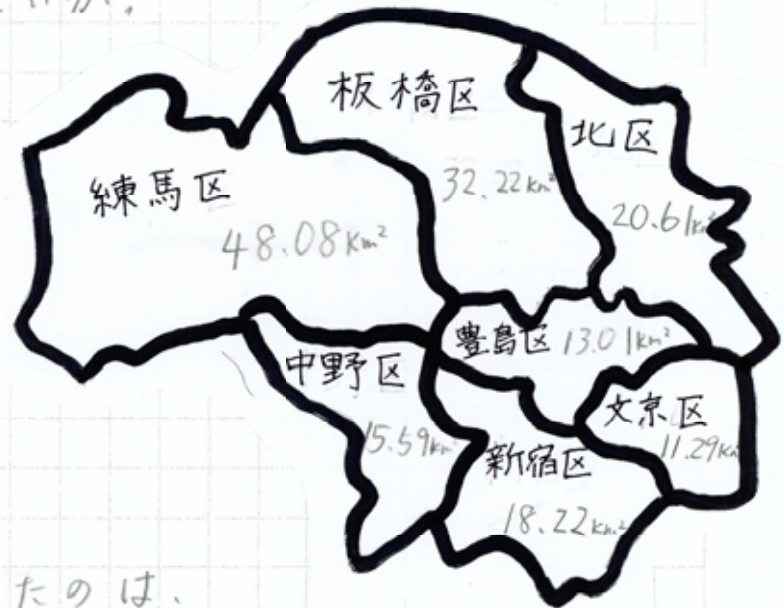 板橋区
32.22km²
北区
20.61km²
練馬区
48.08km²
豊島区 13.01km²
中野区
15.59km²
文京区
11.29km²
新宿区
18.22km²
たのは、